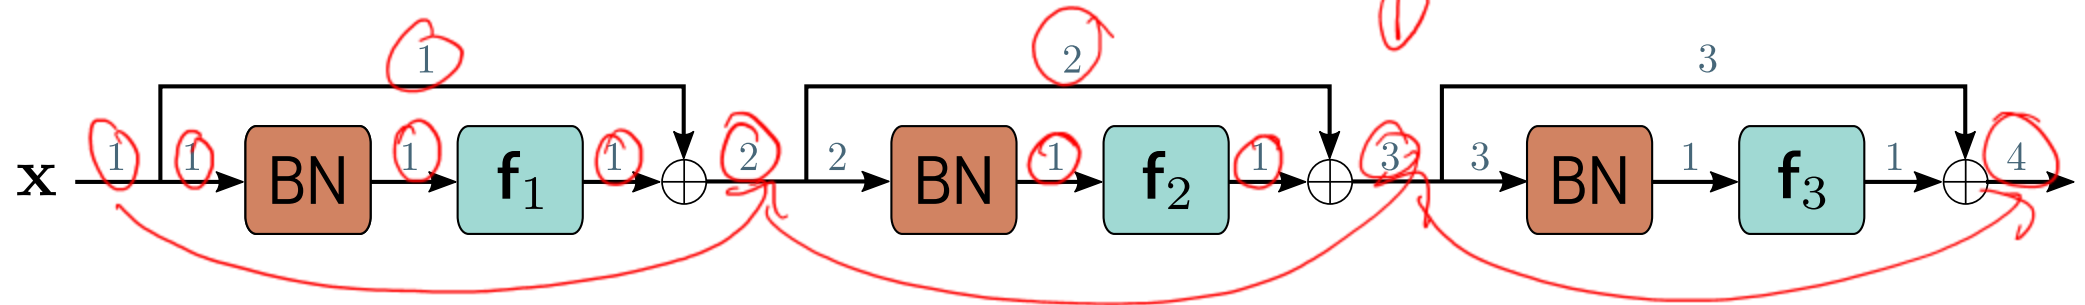 1 2 3
x 1 1 BN 1 f₁ 1 2 2 BN 1 f₂ 1 3 3 BN 1 f₃ 1 4